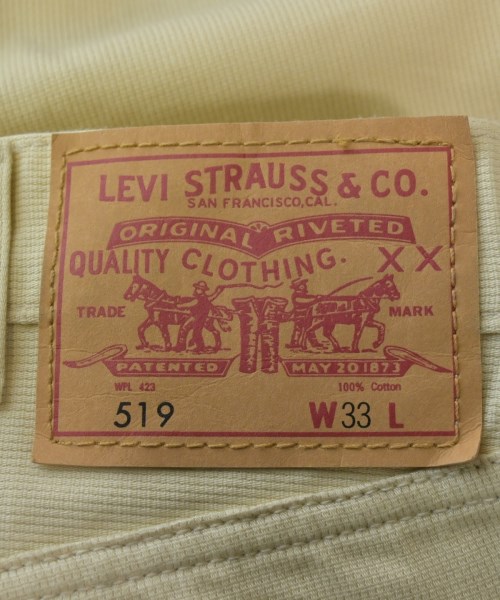 LEVI STRAUSS & CO.
SAN FRANCISCO, CAL.
ORIGINAL RIVETED
QUALITY CLOTHING. XX
TRADE MARK
PATENTED MAY 20 1873
WPL 423 100% Cotton
519 W 33 L